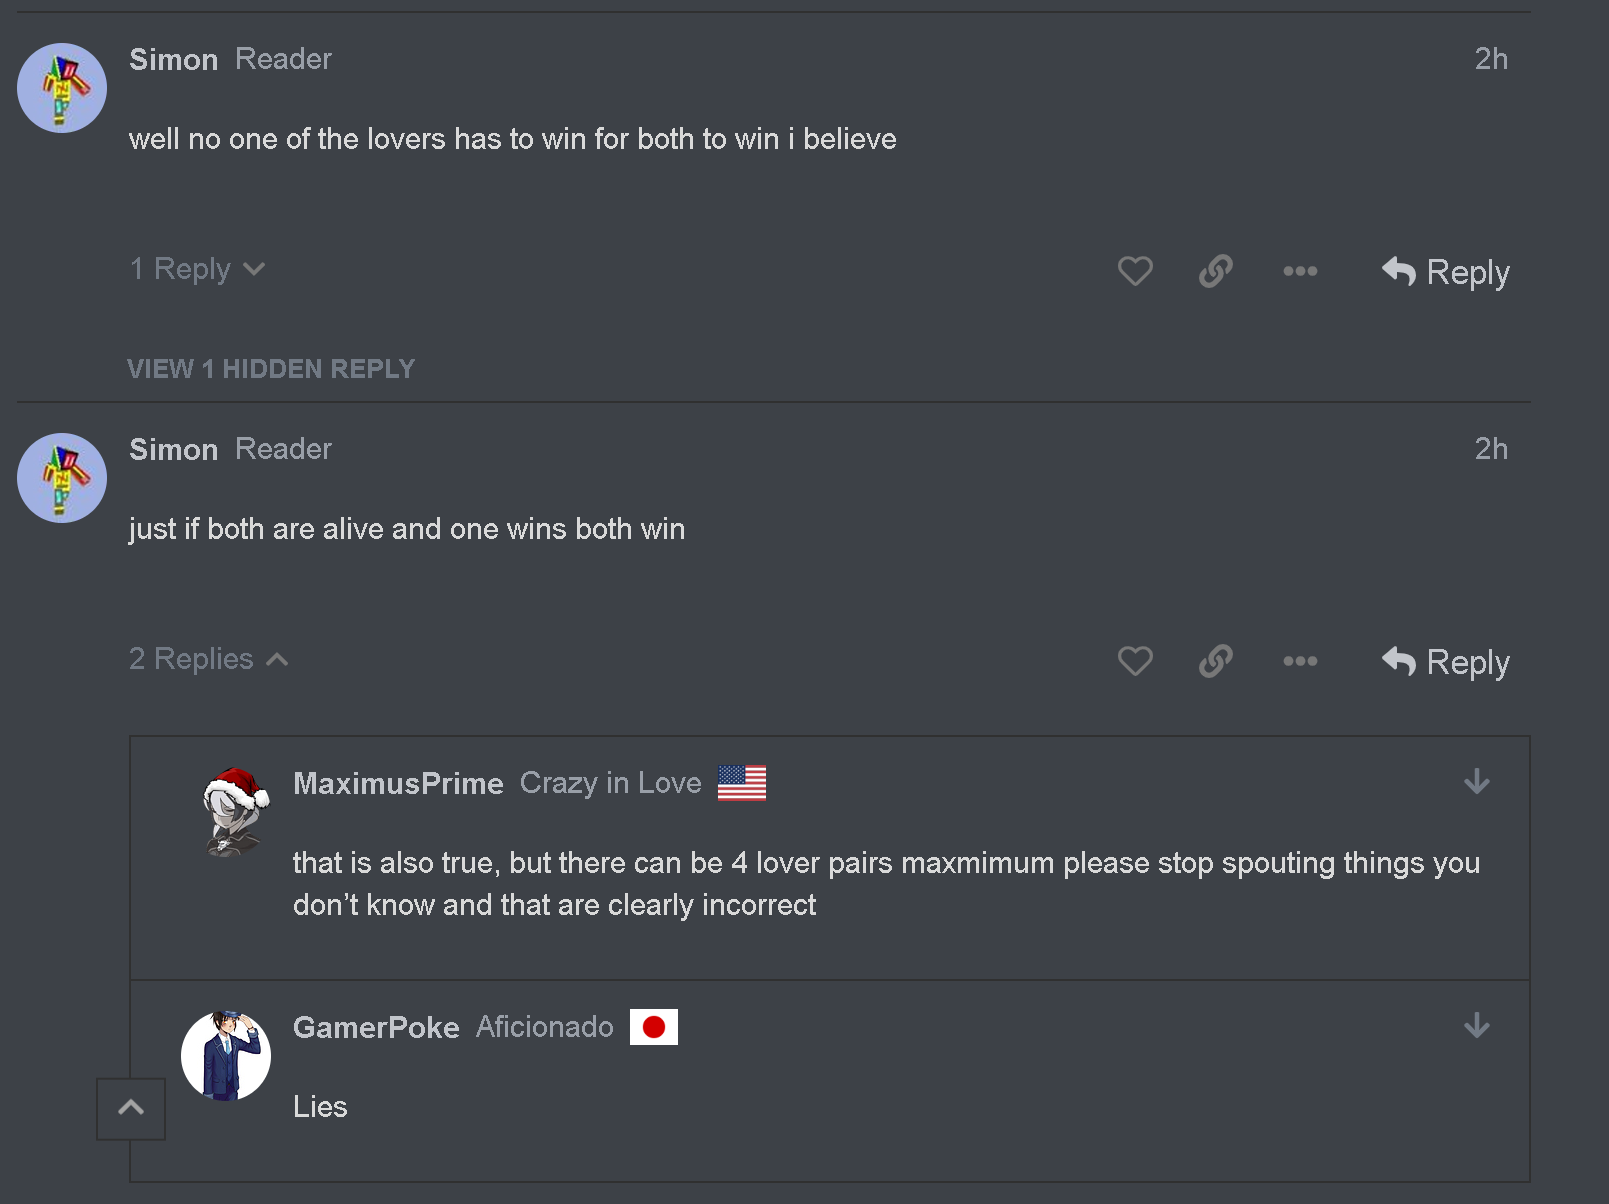 Simon Reader 2h
well no one of the lovers has to win for both to win i believe
1 Reply
Reply
VIEW 1 HIDDEN REPLY
Simon Reader 2h
just if both are alive and one wins both win
2 Replies
Reply
MaximusPrime Crazy in Love
that is also true, but there can be 4 lover pairs maxmimum please stop spouting things you
don’t know and that are clearly incorrect
GamerPoke Aficionado
Lies